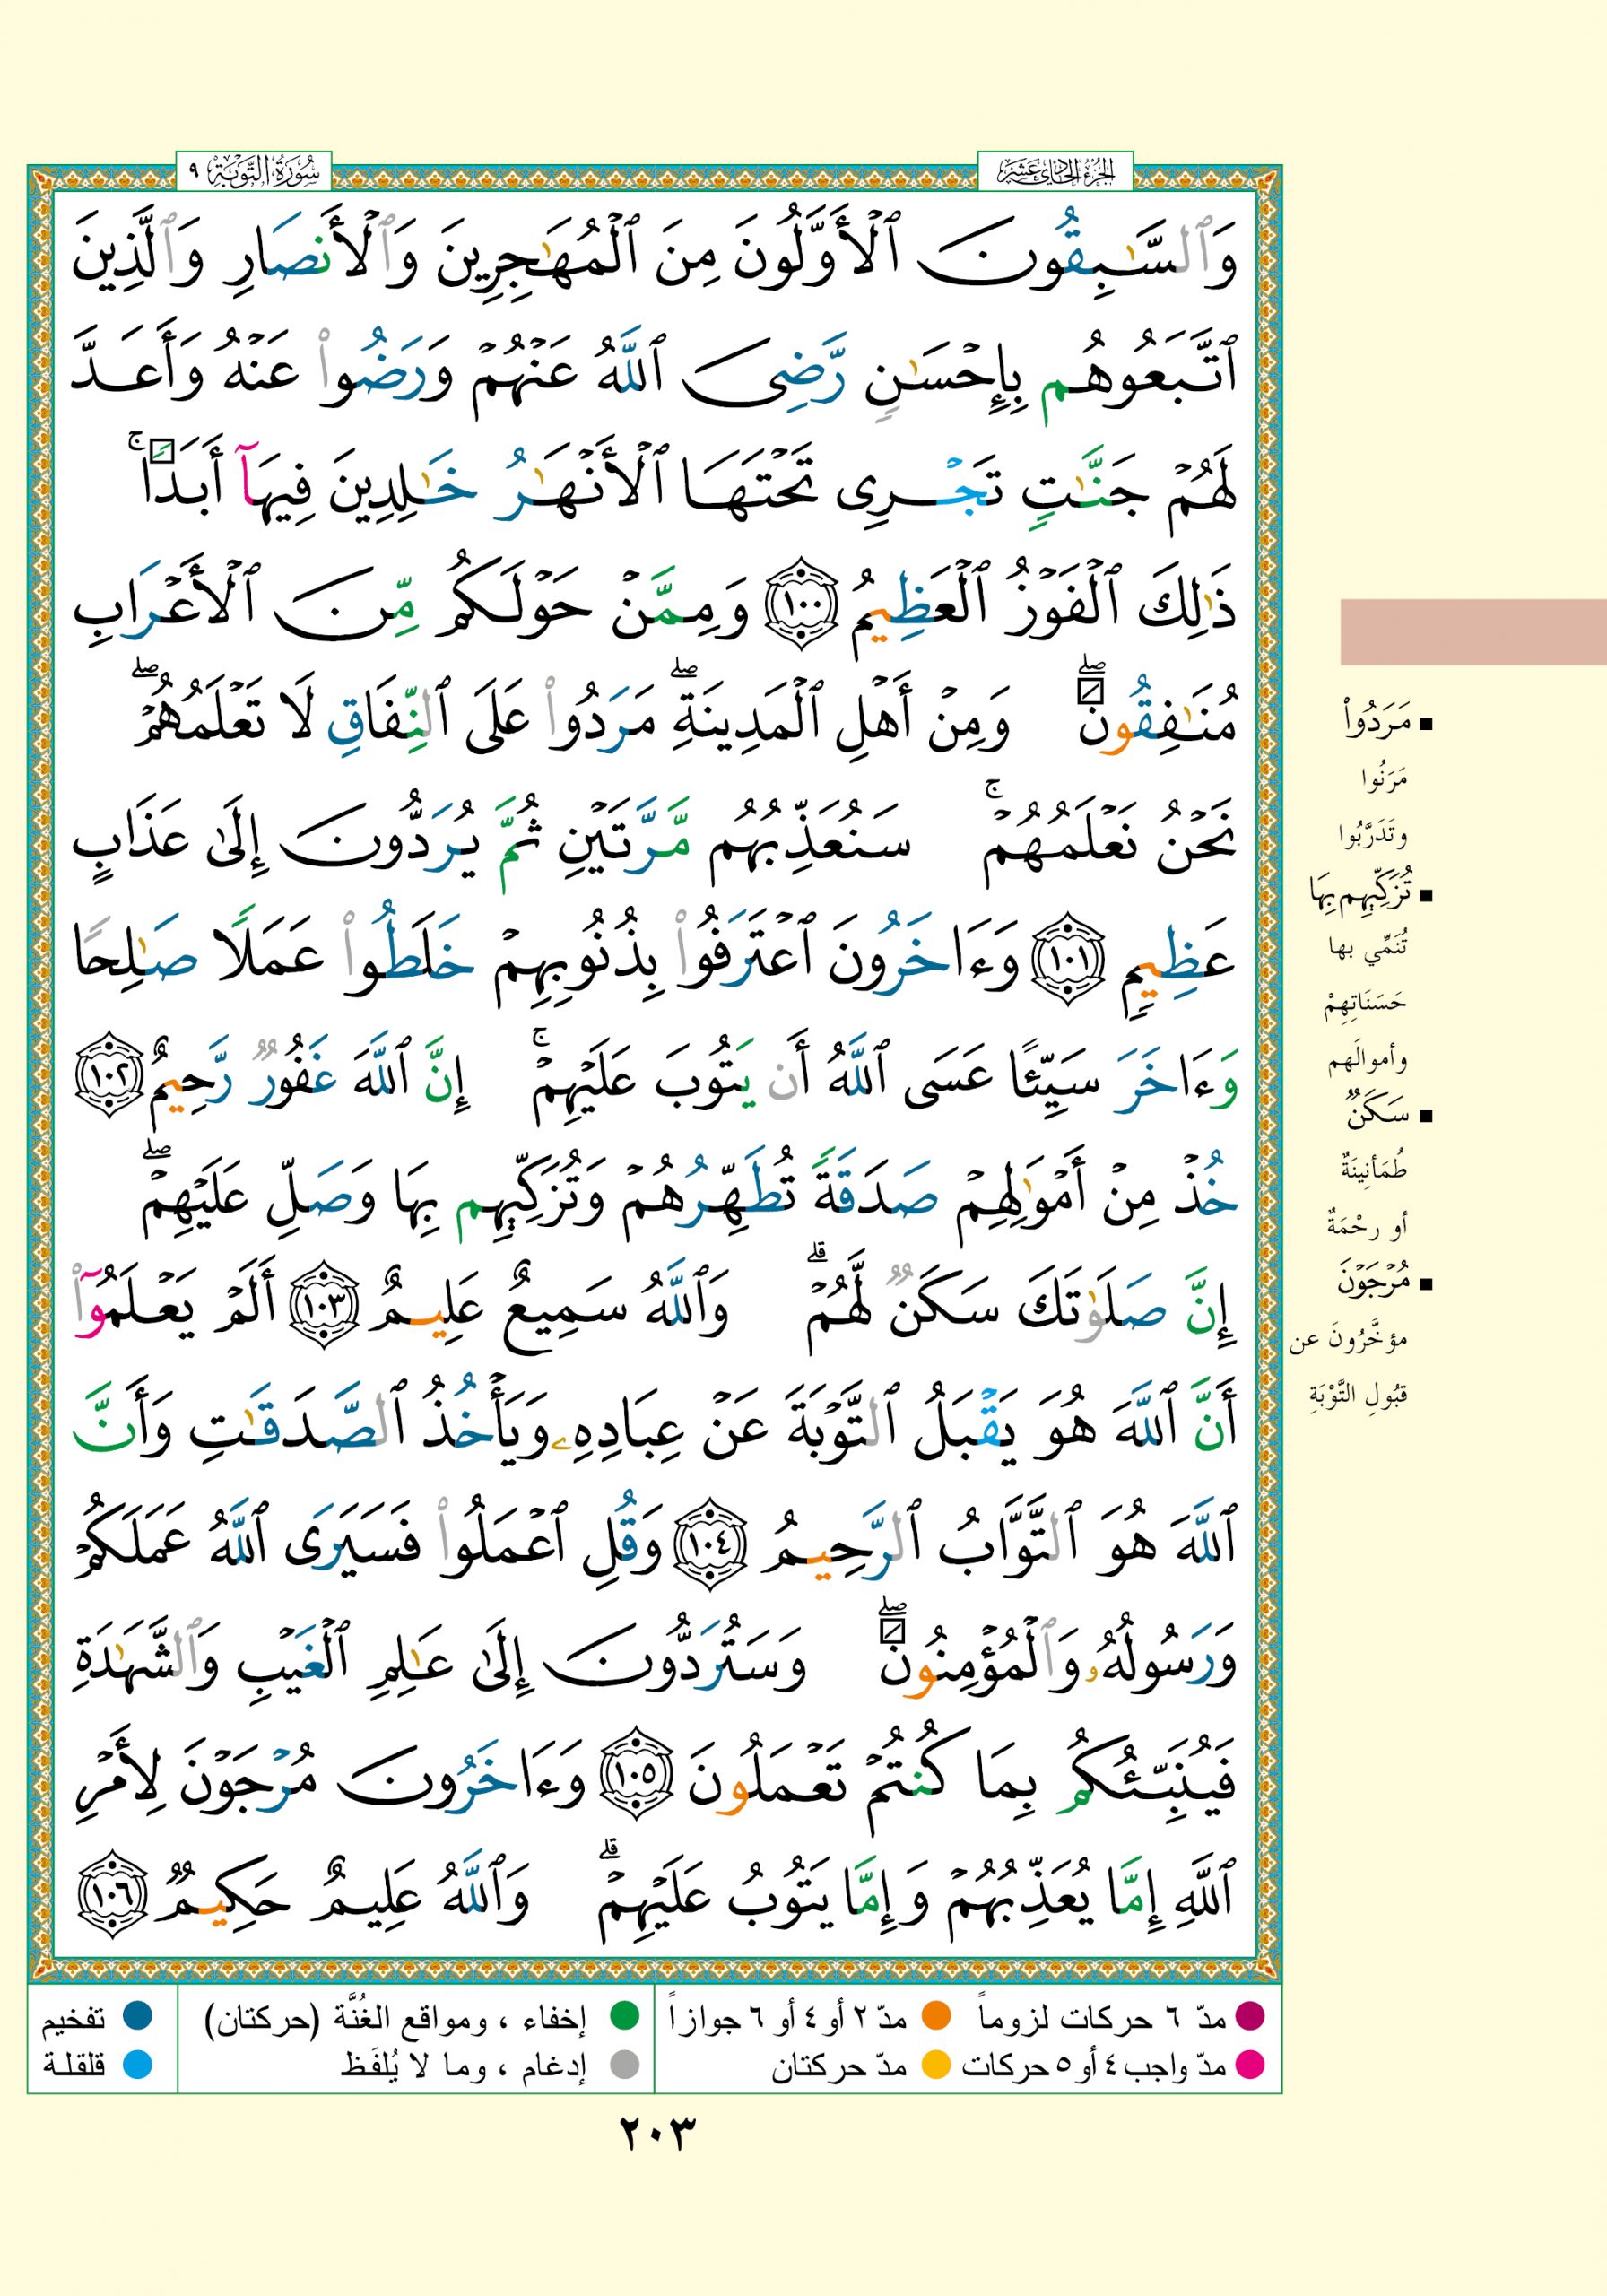 الجزء الحادي عشر
سورة التوبة ٩
وَٱلسَّٰبِقُونَ ٱلۡأَوَّلُونَ مِنَ ٱلۡمُهَٰجِرِينَ وَٱلۡأَنصَارِ وَٱلَّذِينَ
ٱتَّبَعُوهُم بِإِحۡسَٰنٖ رَّضِيَ ٱللَّهُ عَنۡهُمۡ وَرَضُواْ عَنۡهُ وَأَعَدَّ
لَهُمۡ جَنَّٰتٖ تَجۡرِي تَحۡتَهَا ٱلۡأَنۡهَٰرُ خَٰلِدِينَ فِيهَآ أَبَدٗاۚ
ذَٰلِكَ ٱلۡفَوۡزُ ٱلۡعَظِيمُ ١٠٠ وَمِمَّنۡ حَوۡلَكُم مِّنَ ٱلۡأَعۡرَابِ
مُنَٰفِقُونَۖ وَمِنۡ أَهۡلِ ٱلۡمَدِينَةِۖ مَرَدُواْ عَلَى ٱلنِّفَاقِ لَا تَعۡلَمُهُمۡۖ
نَحۡنُ نَعۡلَمُهُمۡۚ سَنُعَذِّبُهُم مَّرَّتَيۡنِ ثُمَّ يُرَدُّونَ إِلَىٰ عَذَابٍ
عَظِيمٖ ١٠١ وَءَاخَرُونَ ٱعۡتَرَفُواْ بِذُنُوبِهِمۡ خَلَطُواْ عَمَلٗا صَٰلِحٗا
وَءَاخَرَ سَيِّئًا عَسَى ٱللَّهُ أَن يَتُوبَ عَلَيۡهِمۡۚ إِنَّ ٱللَّهَ غَفُورٞ رَّحِيمٌ ١٠٢
خُذۡ مِنۡ أَمۡوَٰلِهِمۡ صَدَقَةٗ تُطَهِّرُهُمۡ وَتُزَكِّيهِم بِهَا وَصَلِّ عَلَيۡهِمۡۖ
إِنَّ صَلَوٰتَكَ سَكَنٞ لَّهُمۡۗ وَٱللَّهُ سَمِيعٌ عَلِيمٌ ١٠٣ أَلَمۡ يَعۡلَمُوٓاْ
أَنَّ ٱللَّهَ هُوَ يَقۡبَلُ ٱلتَّوۡبَةَ عَنۡ عِبَادِهِۦ وَيَأۡخُذُ ٱلصَّدَقَٰتِ وَأَنَّ
ٱللَّهَ هُوَ ٱلتَّوَّابُ ٱلرَّحِيمُ ١٠٤ وَقُلِ ٱعۡمَلُواْ فَسَيَرَى ٱللَّهُ عَمَلَكُمۡ
وَرَسُولُهُۥ وَٱلۡمُؤۡمِنُونَۖ وَسَتُرَدُّونَ إِلَىٰ عَٰلِمِ ٱلۡغَيۡبِ وَٱلشَّهَٰدَةِ
فَيُنَبِّئُكُم بِمَا كُنتُمۡ تَعۡمَلُونَ ١٠٥ وَءَاخَرُونَ مُرۡجَوۡنَ لِأَمۡرِ
ٱللَّهِ إِمَّا يُعَذِّبُهُمۡ وَإِمَّا يَتُوبُ عَلَيۡهِمۡۗ وَٱللَّهُ عَلِيمٌ حَكِيمٞ ١٠٦
■ مَرَدُواْ
مَرَنُوا
وتَدَرَّبُوا
■ تُزَكِّيهِم بِهَا
تُنَمِّي بها
حَسَنَاتِهِمْ
وأموالَهم
■ سَكَنٞ
طُمَأنِينَةٌ
أو رحْمَةٌ
■ مُرۡجَوۡنَ
مؤخَّرُونَ عن
قبُولِ التَّوْبَةِ
مدّ ٦ حركات لزوماً ● مدّ ٢ أو ٤ أو ٦ جوازاً ● إخفاء ، ومواقع الغُنَّة (حركتان) ● تفخيم
مدّ واجب ٤ أو ٥ حركات ● مدّ حركتان ● إدغام ، وما لا يُلفَظ ● قلقلة
٢٠٣